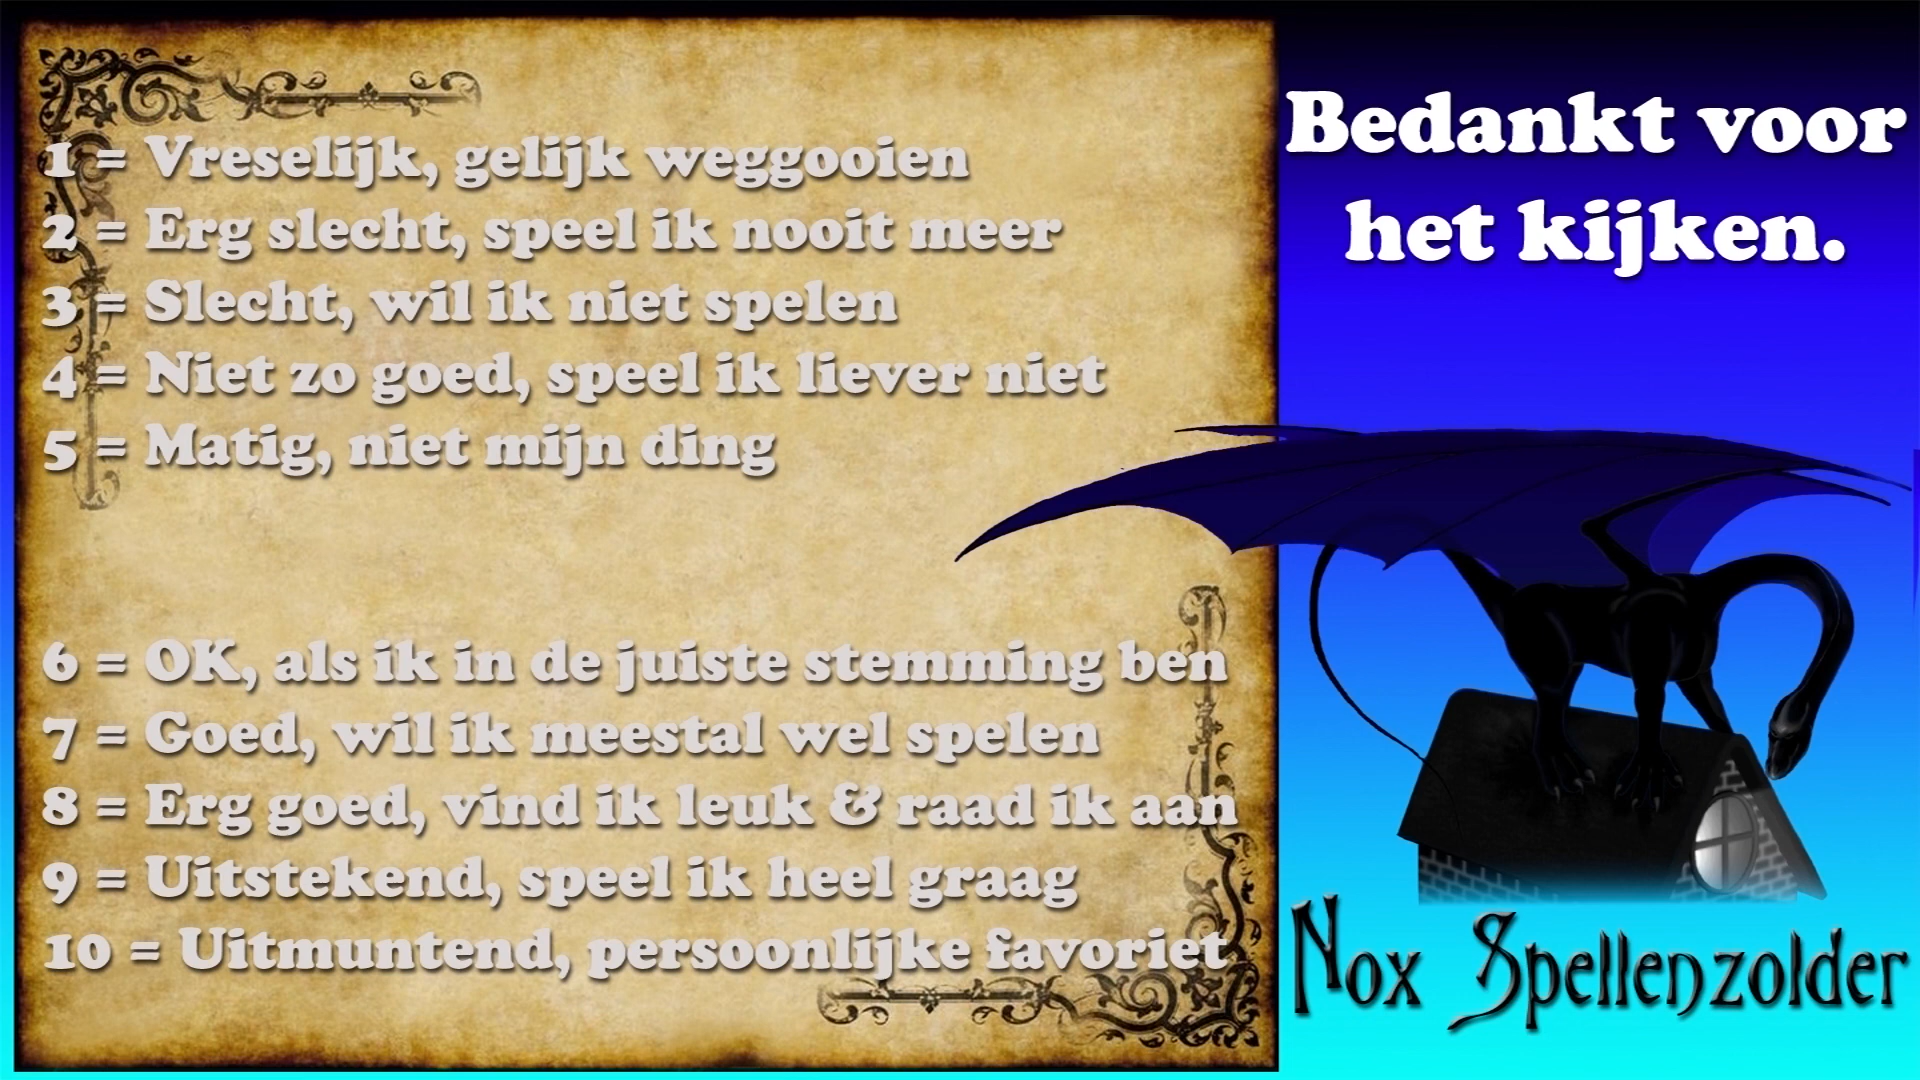 1 = Vreselijk, gelijk weggooien
2 = Erg slecht, speel ik nooit meer
3 = Slecht, wil ik niet spelen
4 = Niet zo goed, speel ik liever niet
5 = Matig, niet mijn ding
6 = OK, als ik in de juiste stemming ben
7 = Goed, wil ik meestal wel spelen
8 = Erg goed, vind ik leuk & raad ik aan
9 = Uitstekend, speel ik heel graag
10 = Uitmuntend, persoonlijke favoriet
Bedankt voor
het kijken.
Nox Spellenzolder